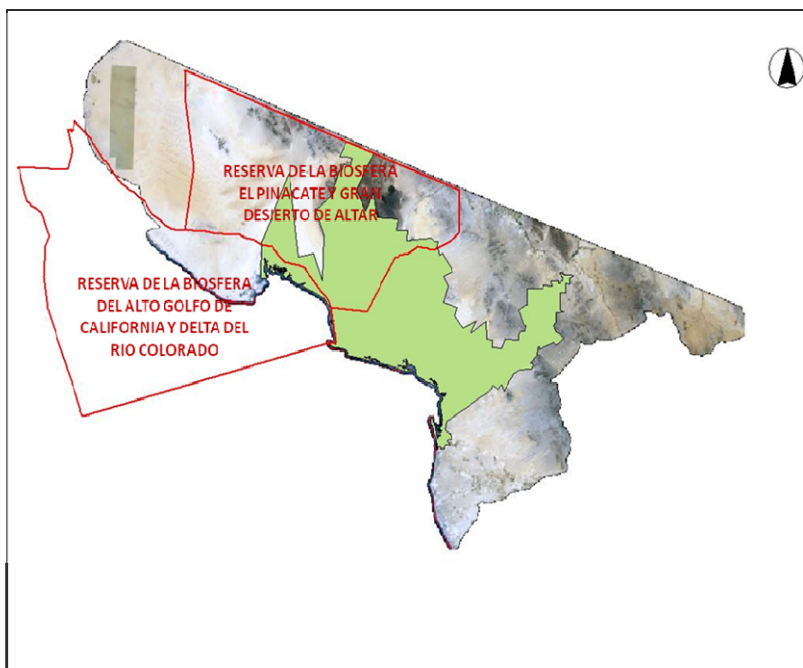 RESERVA DE LA BIÓSFERA
EL PINACATE Y GRAN
DESIERTO DE ALTAR
RESERVA DE LA BIOSFERA
DEL ALTO GOLFO DE
CALIFORNIA Y DELTA DEL
RIO COLORADO